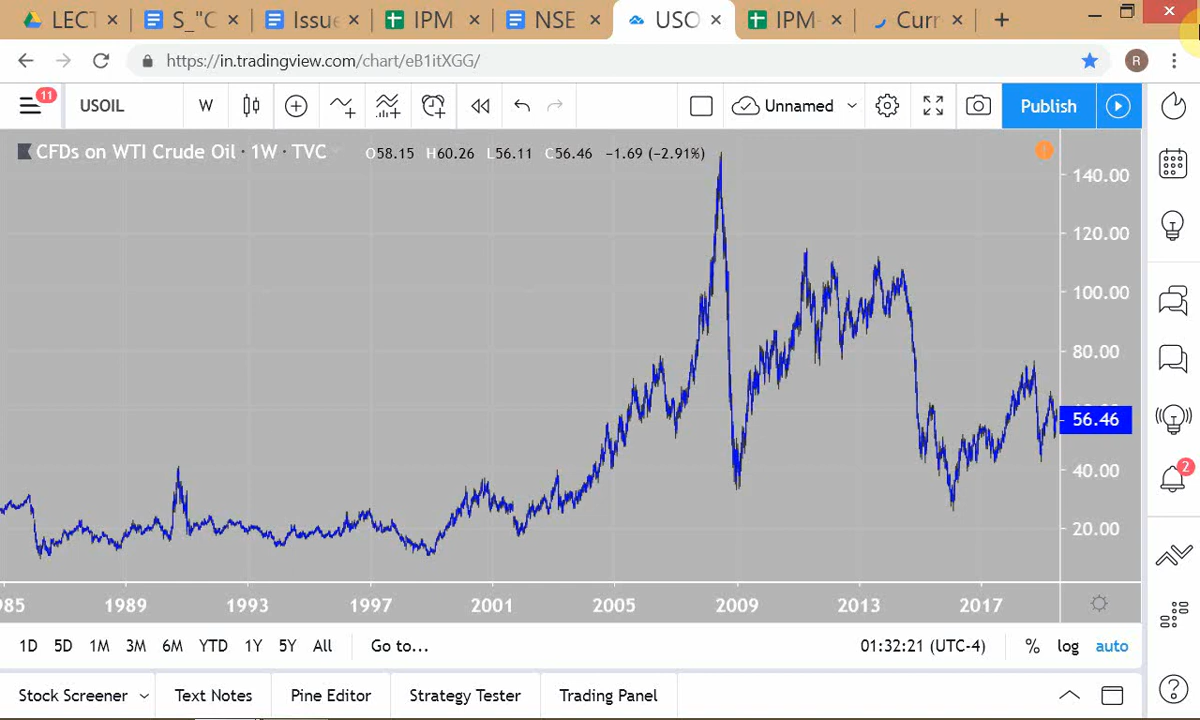 LECT S_"C Issue IPM NSE USO IPM- Curr
https://in.tradingview.com/chart/eB1itXGG/ R
11 USOIL W Unnamed Publish
CFDs on WTI Crude Oil · 1W · TVC O58.15 H60.26 L56.11 C56.46 −1.69 (−2.91%)
140.00
120.00
100.00
80.00
56.46
40.00
2
20.00
1989 1993 1997 2001 2005 2009 2013 2017
1D 5D 1M 3M 6M YTD 1Y 5Y All Go to... 01:32:21 (UTC-4) % log auto
Stock Screener Text Notes Pine Editor Strategy Tester Trading Panel